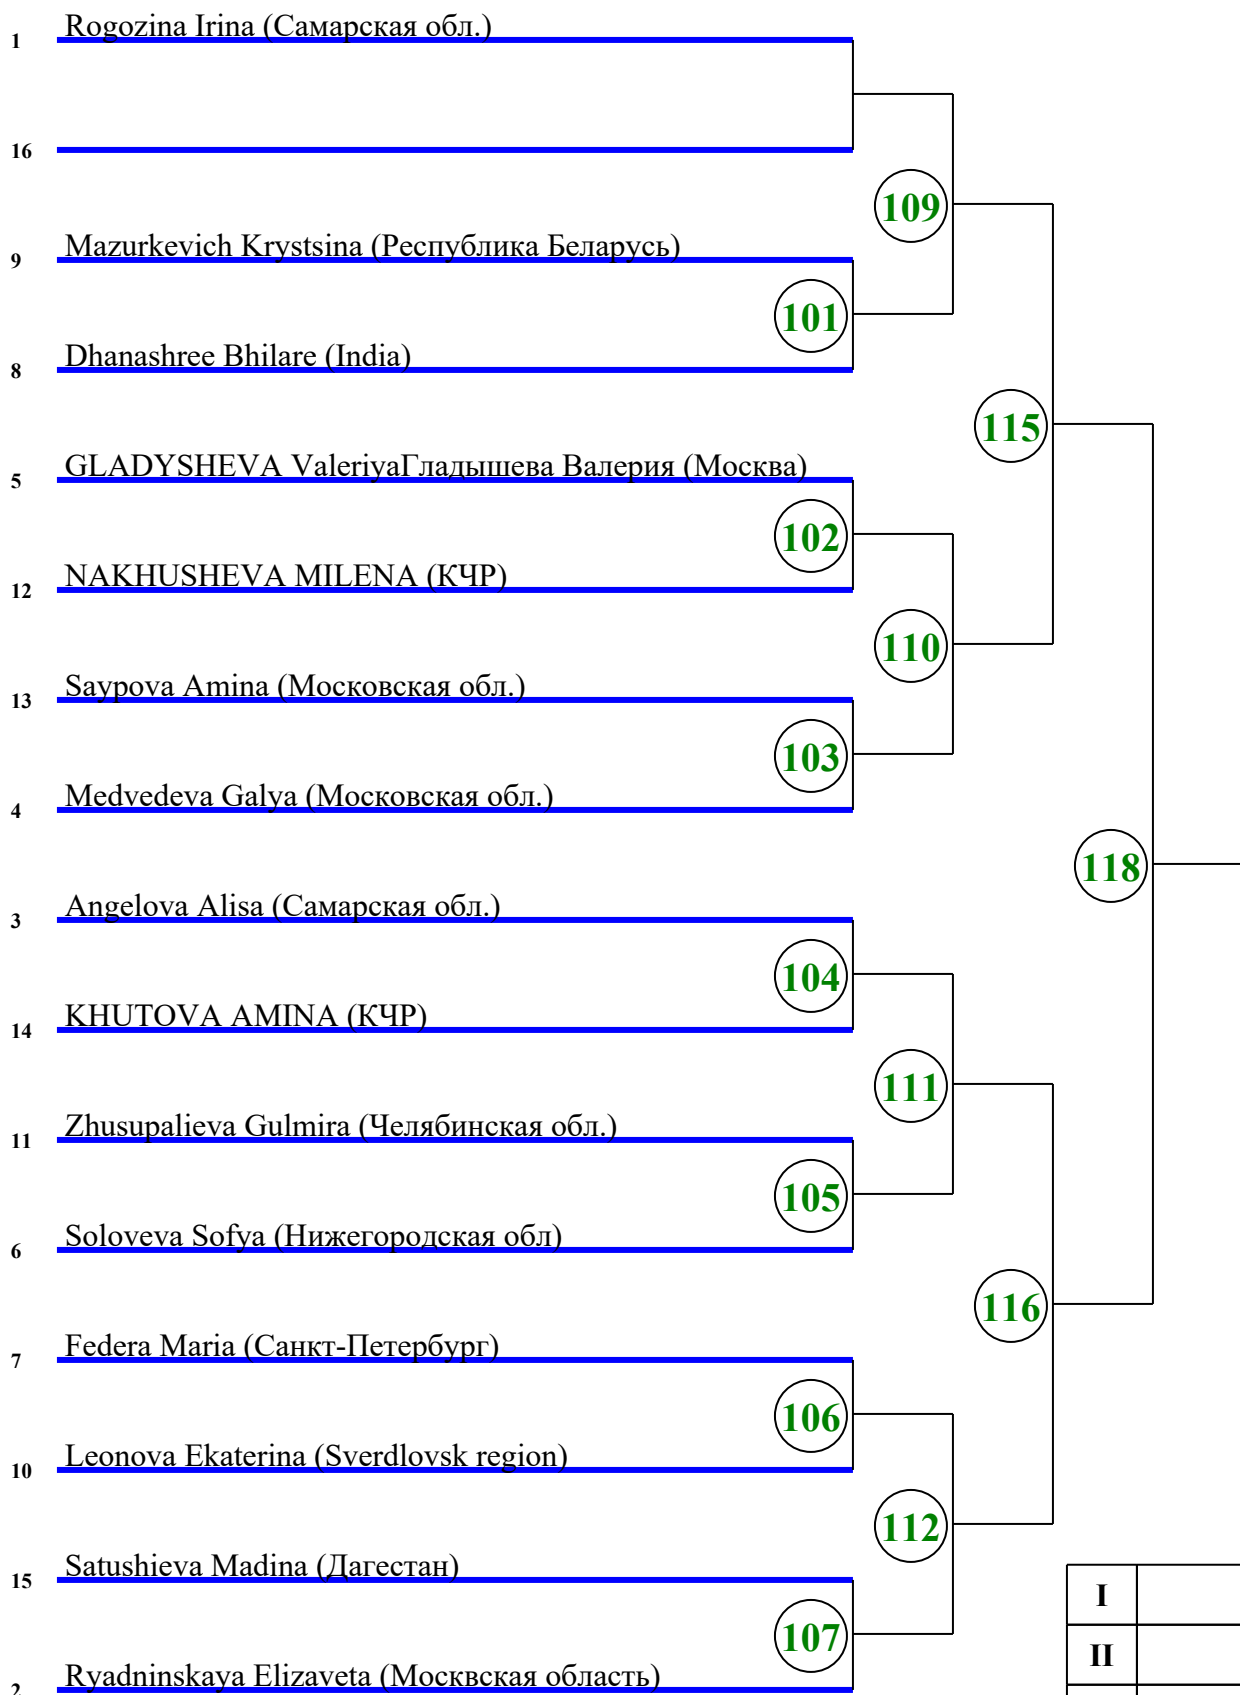 1 Rogozina Irina (Самарская обл.)
16
109
9 Mazurkevich Krystsina (Республика Беларусь)
101
8 Dhanashree Bhilare (India)
115
5 GLADYSHEVA ValeriyaГладышева Валерия (Москва)
102
12 NAKHUSHEVA MILENA (КЧР)
110
13 Saypova Amina (Московская обл.)
103
4 Medvedeva Galya (Московская обл.)
118
3 Angelova Alisa (Самарская обл.)
104
14 KHUTOVA AMINA (КЧР)
111
11 Zhusupalieva Gulmira (Челябинская обл.)
105
6 Soloveva Sofya (Нижегородская обл)
116
7 Federa Maria (Санкт-Петербург)
106
10 Leonova Ekaterina (Sverdlovsk region)
112
15 Satushieva Madina (Дагестан)
I
107
II
2 Ryadninskaya Elizaveta (Москвская область)